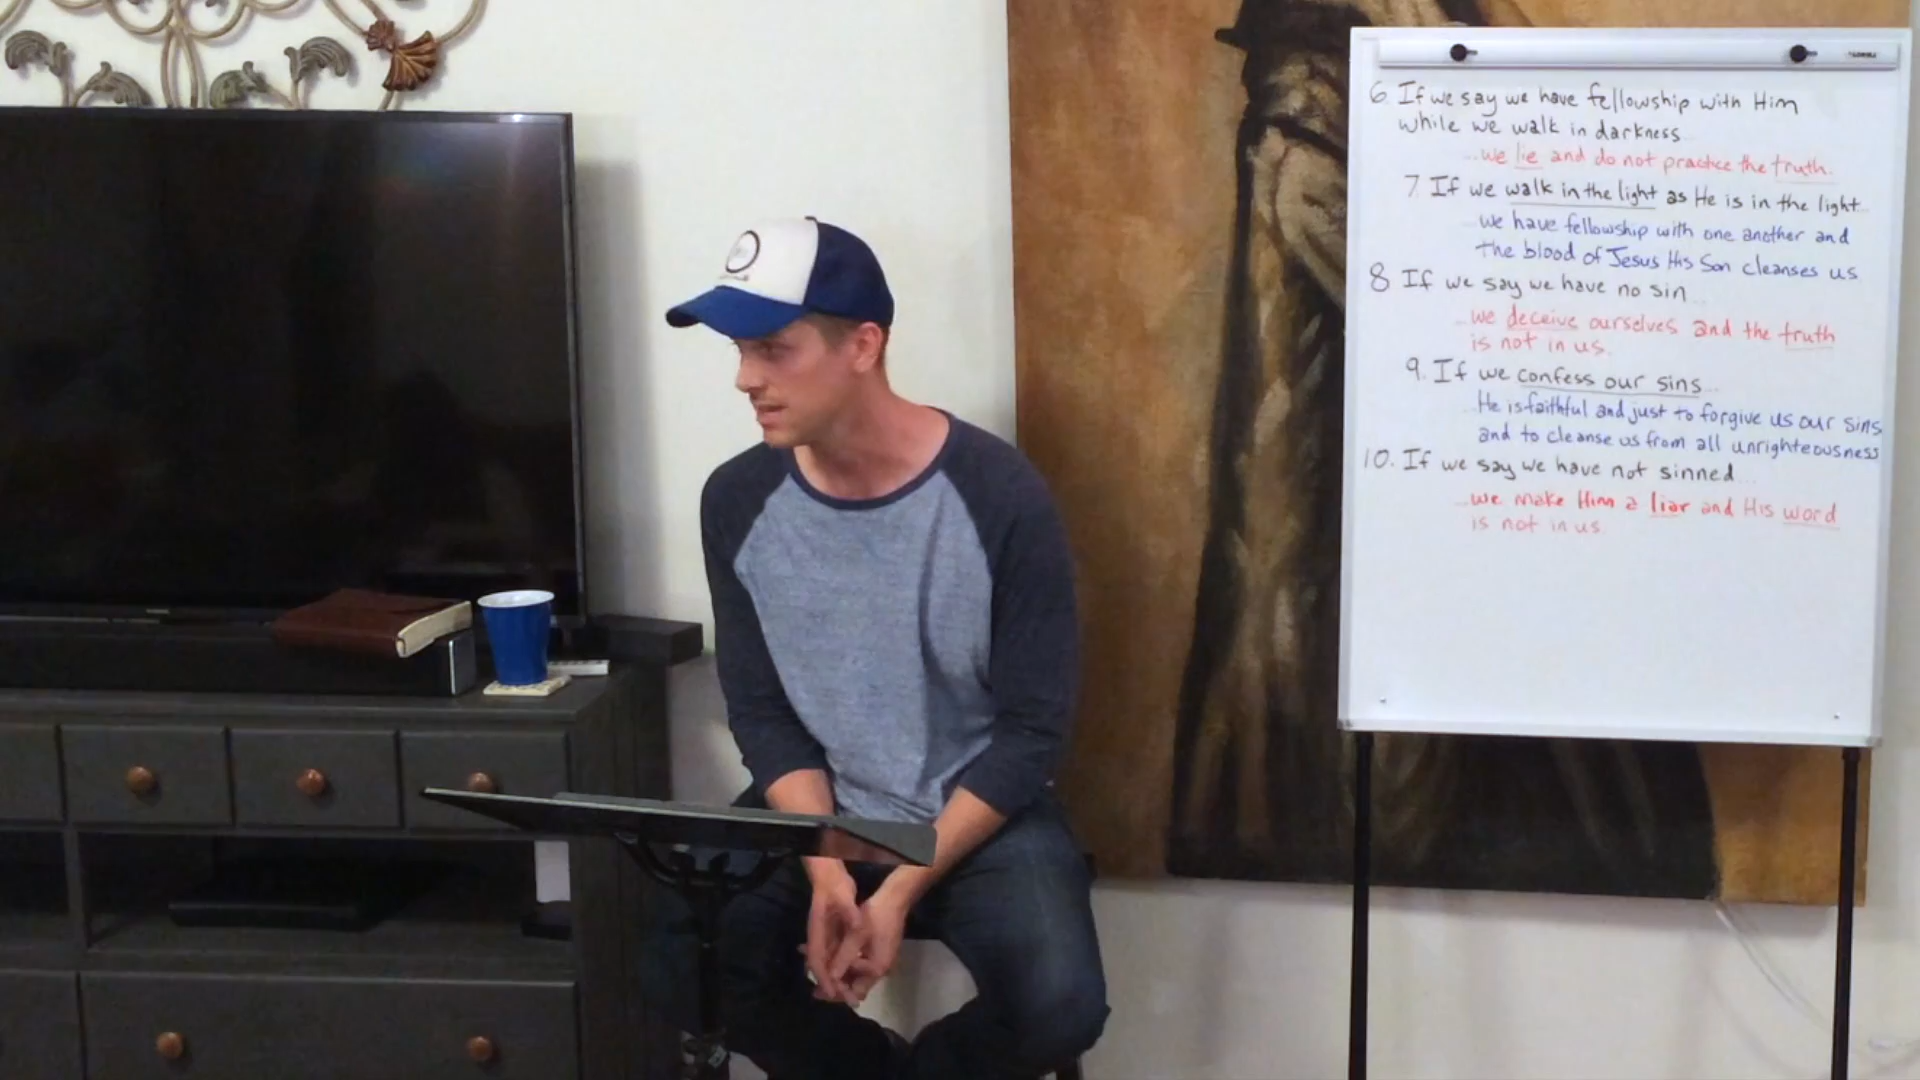 6. If we say we have fellowship with Him
while we walk in darkness...
...we lie and do not practice the truth.
7. If we walk in the light as He is in the light...
...we have fellowship with one another and
the blood of Jesus His Son cleanses us
8 If we say we have no sin...
...we deceive ourselves and the truth
is not in us.
9. If we confess our sins...
...He is faithful and just to forgive us our sins
and to cleanse us from all unrighteousness
10. If we say we have not sinned...
...we make Him a liar and His word
is not in us.